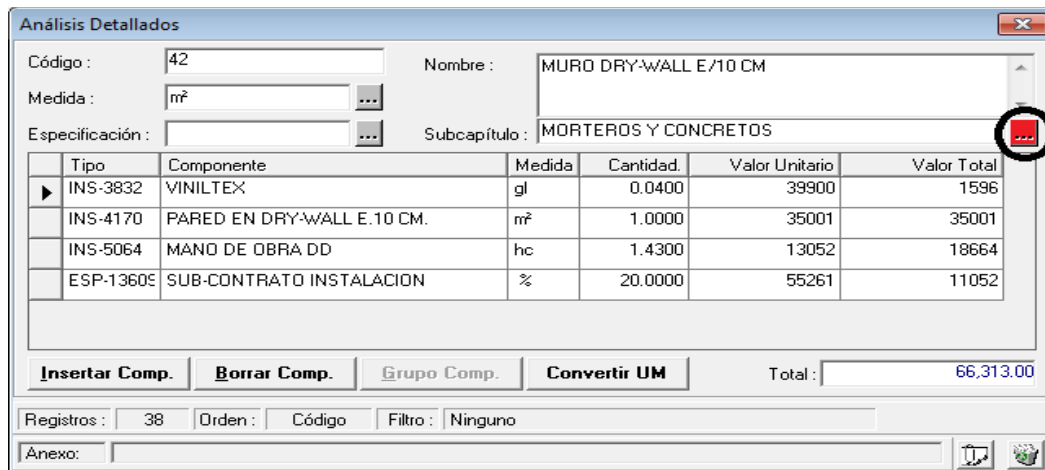 Análisis Detallados
Código : 42 Nombre : MURO DRY-WALL E/10 CM
Medida : m² ...
Especificación : ... Subcapítulo : MORTEROS Y CONCRETOS ...
Tipo Componente Medida Cantidad. Valor Unitario Valor Total
INS-3832 VINILTEX gl 0.0400 39900 1596
INS-4170 PARED EN DRY-WALL E.10 CM. m² 1.0000 35001 35001
INS-5064 MANO DE OBRA DD hc 1.4300 13052 18664
ESP-13609 SUB-CONTRATO INSTALACION % 20.0000 55261 11052
Insertar Comp. Borrar Comp. Grupo Comp. Convertir UM Total : 66,313.00
Registros : 38 Orden : Código Filtro : Ninguno
Anexo: